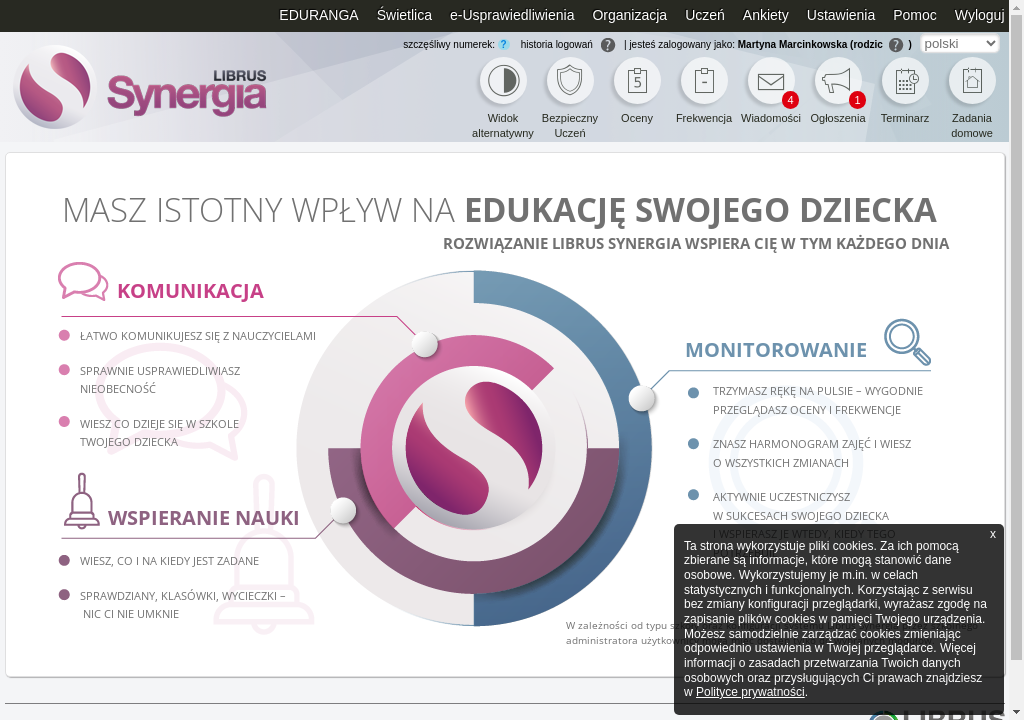 EDURANGA Świetlica e-Usprawiedliwienia Organizacja Uczeń Ankiety Ustawienia Pomoc Wyloguj
szczęśliwy numerek: ? historia logowań ? | jesteś zalogowany jako: Martyna Marcinkowska (rodzic ? ) polski
LIBRUS
Synergia
5
4 1
Widok Bezpieczny Oceny Frekwencja Wiadomości Ogłoszenia Terminarz Zadania
alternatywny Uczeń domowe
MASZ ISTOTNY WPŁYW NA EDUKACJĘ SWOJEGO DZIECKA
ROZWIĄZANIE LIBRUS SYNERGIA WSPIERA CIĘ W TYM KAŻDEGO DNIA
KOMUNIKACJA
ŁATWO KOMUNIKUJESZ SIĘ Z NAUCZYCIELAMI
SPRAWNIE USPRAWIEDLIWIASZ
NIEOBECNOŚĆ
WIESZ CO DZIEJE SIĘ W SZKOLE
TWOJEGO DZIECKA
WSPIERANIE NAUKI
WIESZ, CO I NA KIEDY JEST ZADANE
SPRAWDZIANY, KLASÓWKI, WYCIECZKI –
NIC CI NIE UMKNIE
MONITOROWANIE
TRZYMASZ RĘKĘ NA PULSIE – WYGODNIE
PRZEGLĄDASZ OCENY I FREKWENCJE
ZNASZ HARMONOGRAM ZAJĘĆ I WIESZ
O WSZYSTKICH ZMIANACH
AKTYWNIE UCZESTNICZYSZ
W SUKCESACH SWOJEGO DZIECKA
I WSPIERASZ JE WTEDY, KIEDY TEGO
W zależności od typu
administratora
x
Ta strona wykorzystuje pliki cookies. Za ich pomocą
zbierane są informacje, które mogą stanowić dane
osobowe. Wykorzystujemy je m.in. w celach
statystycznych i funkcjonalnych. Korzystając z serwisu
bez zmiany konfiguracji przeglądarki, wyrażasz zgodę na
zapisanie plików cookies w pamięci Twojego urządzenia.
Możesz samodzielnie zarządzać cookies zmieniając
odpowiednio ustawienia w Twojej przeglądarce. Więcej
informacji o zasadach przetwarzania Twoich danych
osobowych oraz przysługujących Ci prawach znajdziesz
w Polityce prywatności.
LIBRUS